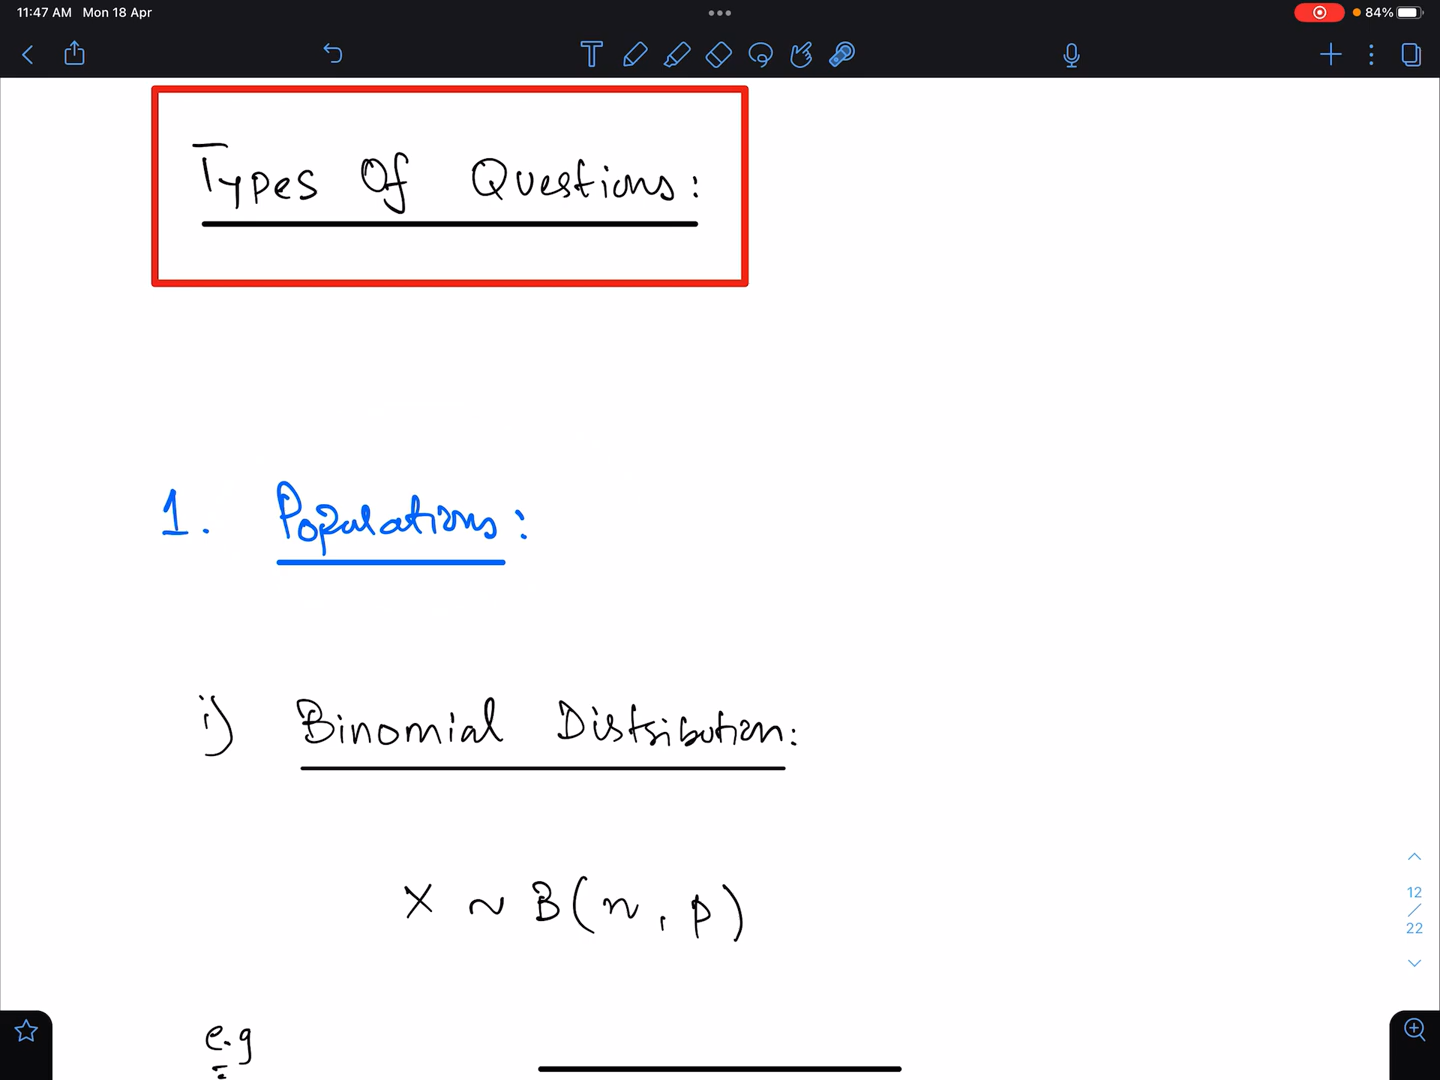 11:47 AM Mon 18 Apr
84%
Types Of Questions:
1. Populations:
i) Binomial Distribution:
X ~ B(n, p)
12
/
22
e.g